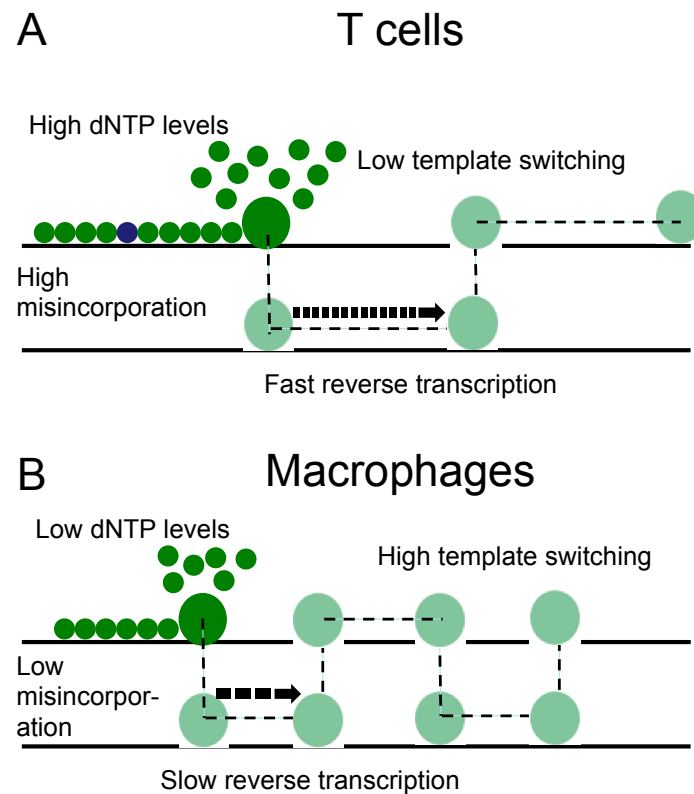 A
T cells
High dNTP levels
Low template switching
High
misincorporation
Fast reverse transcription
B
Macrophages
Low dNTP levels
High template switching
Low
misincorpor-
ation
Slow reverse transcription